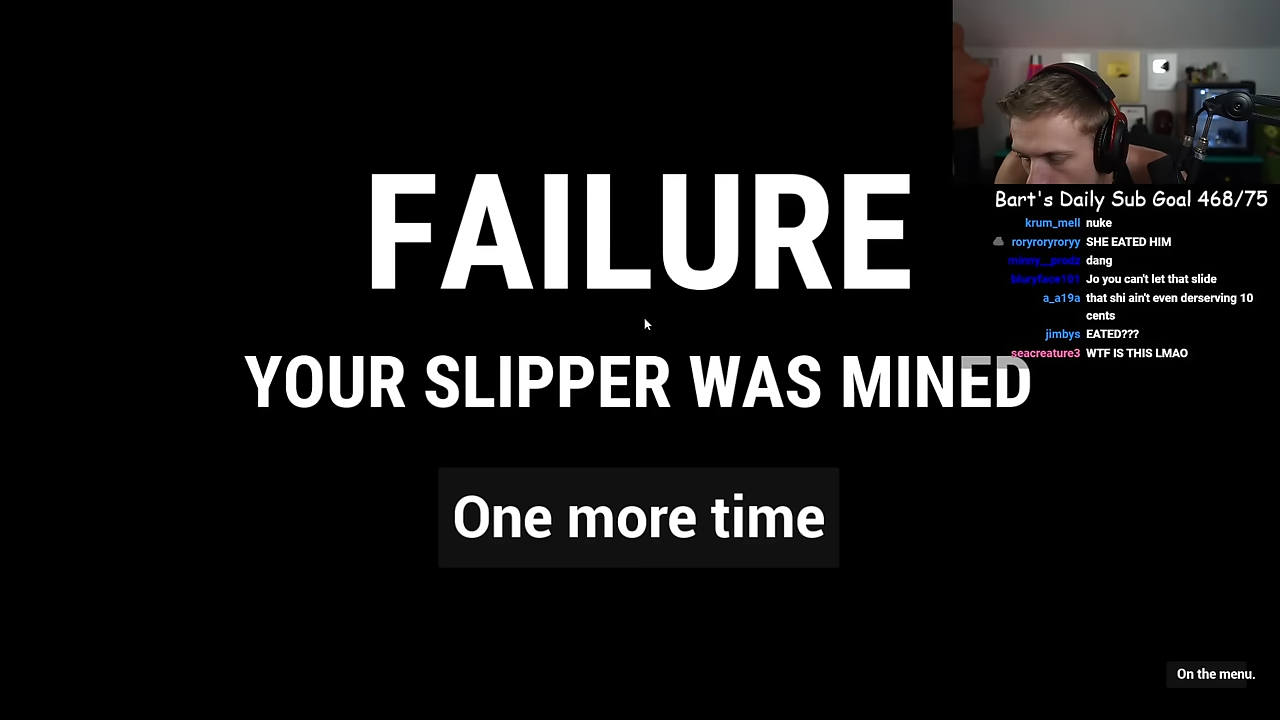 FAILURE
YOUR SLIPPER WAS MINED
One more time
On the menu.
Bart's Daily Sub Goal 468/75
krum_mell nuke
roryroryroryy SHE EATED HIM
dang
bluryface101 Jo you can't let that slide
a_a19a that shi ain't even derserving 10
cents
jimbys EATED???
seacreature3 WTF IS THIS LMAO